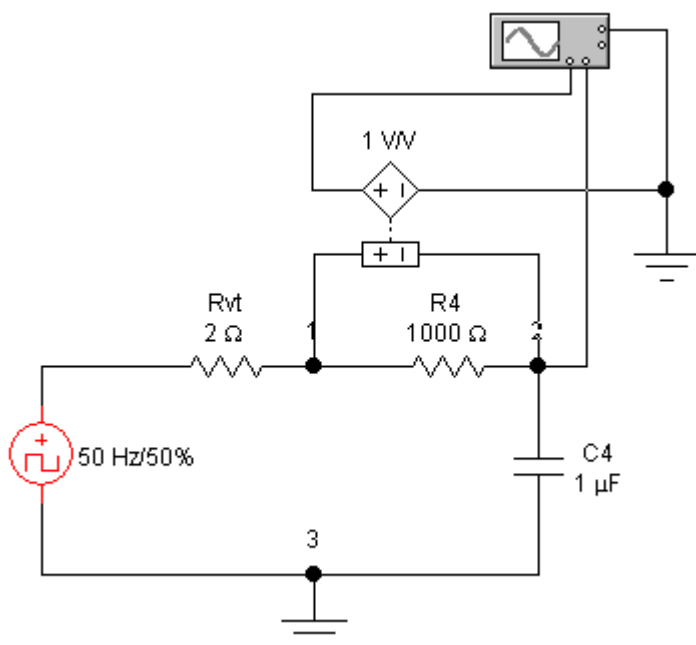 1 V/V
+ -
+ -
Rvt
2 Ω
1
R4
1000 Ω
2
+
50 Hz/50%
C4
1 µF
3